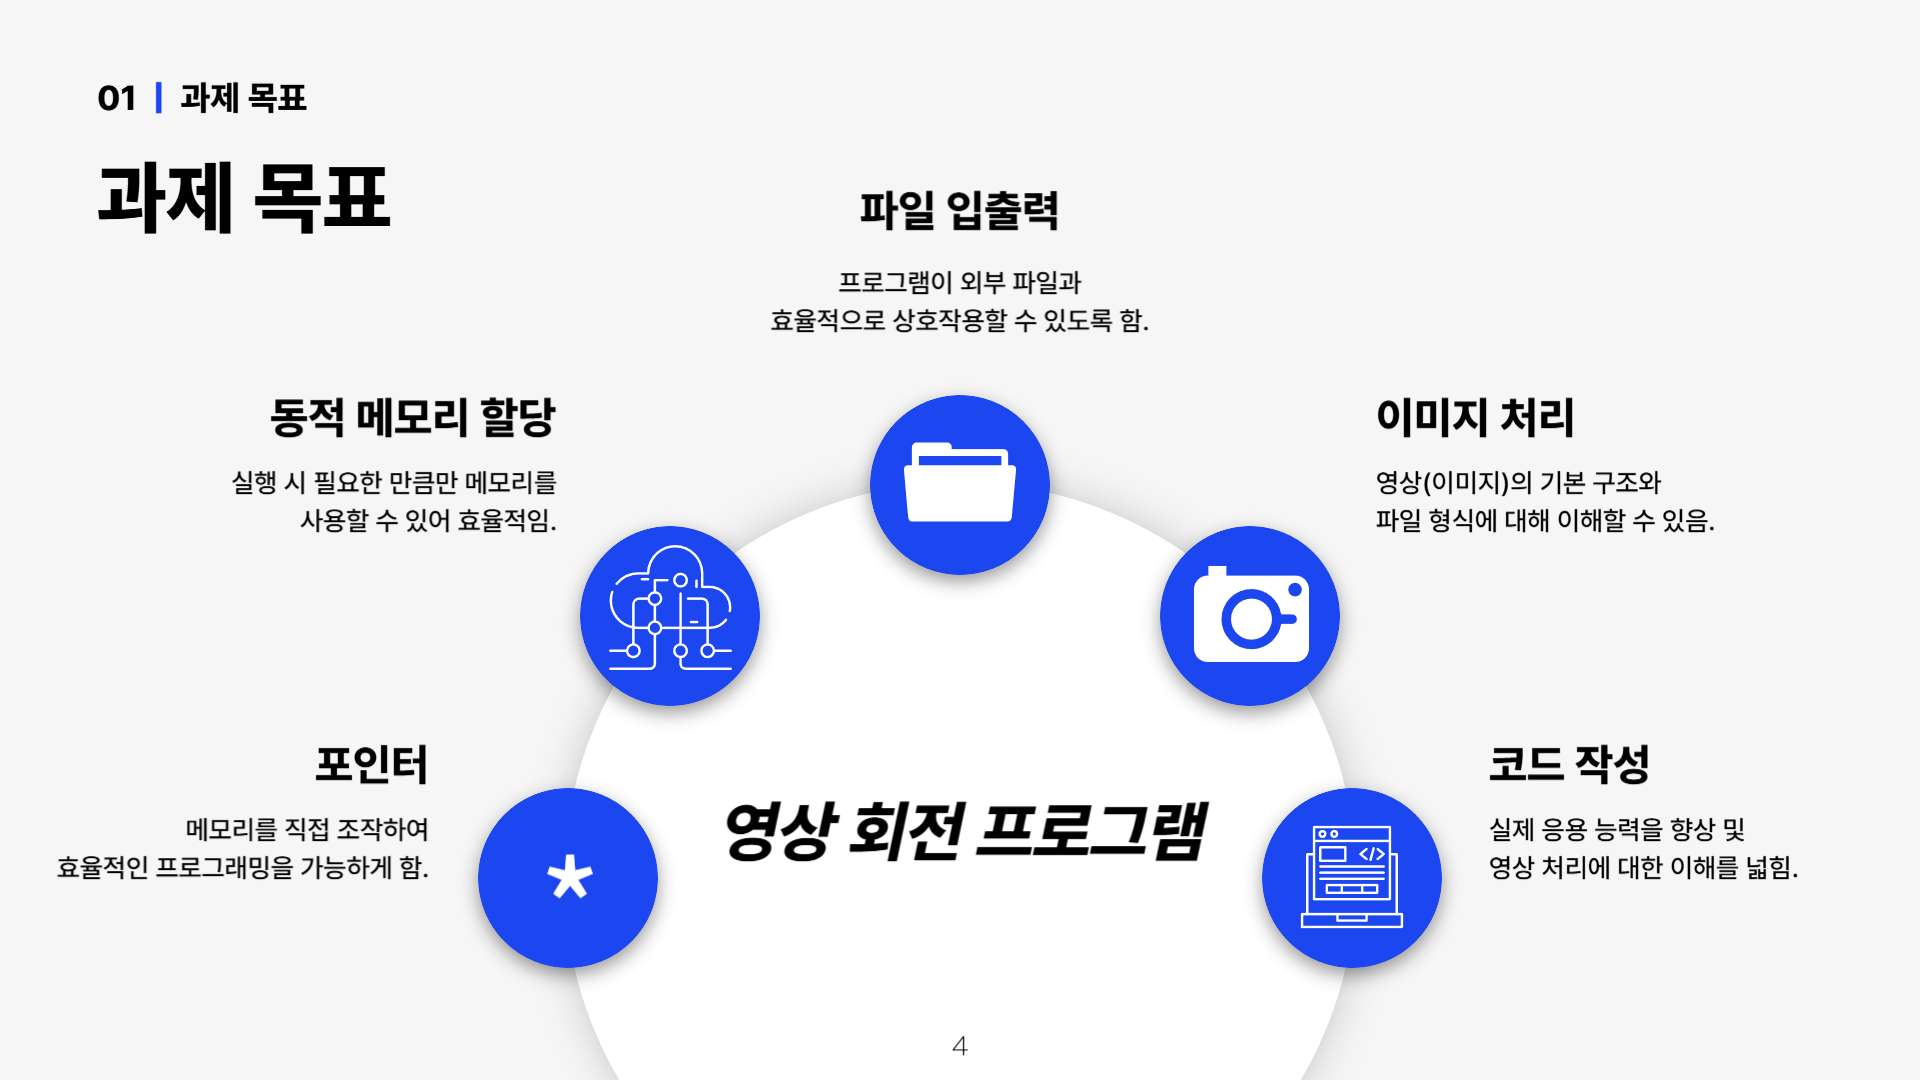 01 | 과제 목표
과제 목표
파일 입출력
프로그램이 외부 파일과
효율적으로 상호작용할 수 있도록 함.
동적 메모리 할당
실행 시 필요한 만큼만 메모리를
사용할 수 있어 효율적임.
이미지 처리
영상(이미지)의 기본 구조와
파일 형식에 대해 이해할 수 있음.
포인터
메모리를 직접 조작하여
효율적인 프로그래밍을 가능하게 함.
*
영상 회전 프로그램
코드 작성
실제 응용 능력을 향상 및
영상 처리에 대한 이해를 넓힘.
</>
4